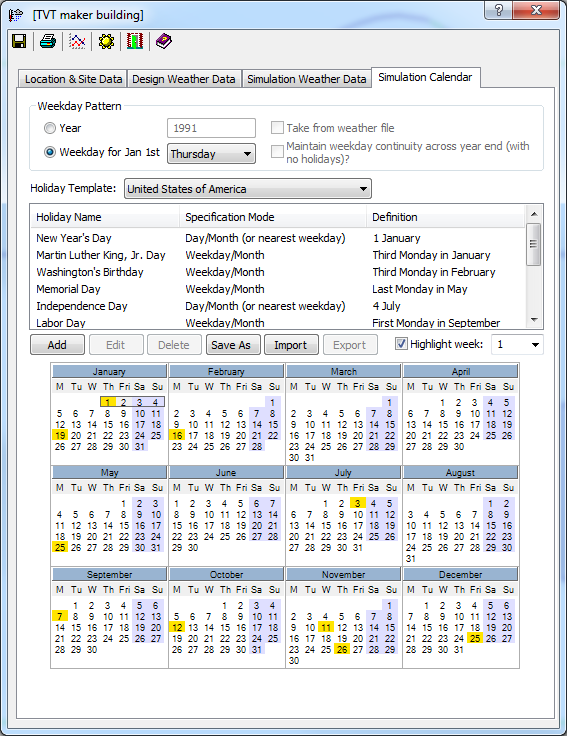 [TVT maker building]
Location & Site Data Design Weather Data Simulation Weather Data Simulation Calendar
Weekday Pattern
Year 1991 Take from weather file
Weekday for Jan 1st Thursday Maintain weekday continuity across year end (with
no holidays)?
Holiday Template: United States of America
Holiday Name Specification Mode Definition
New Year's Day Day/Month (or nearest weekday) 1 January
Martin Luther King, Jr. Day Weekday/Month Third Monday in January
Washington's Birthday Weekday/Month Third Monday in February
Memorial Day Weekday/Month Last Monday in May
Independence Day Day/Month (or nearest weekday) 4 July
Labor Day Weekday/Month First Monday in September
Add Edit Delete Save As Import Export Highlight week: 1
January February March April
M Tu W Th Fri Sa Su M Tu W Th Fri Sa Su M Tu W Th Fri Sa Su M Tu W Th Fri Sa Su
1 2 3 4 1 1 1 2 3 4 5
5 6 7 8 9 10 11 2 3 4 5 6 7 8 2 3 4 5 6 7 8 6 7 8 9 10 11 12
12 13 14 15 16 17 18 9 10 11 12 13 14 15 9 10 11 12 13 14 15 13 14 15 16 17 18 19
19 20 21 22 23 24 25 16 17 18 19 20 21 22 16 17 18 19 20 21 22 20 21 22 23 24 25 26
26 27 28 29 30 31 23 24 25 26 27 28 23 24 25 26 27 28 29 27 28 29 30
30 31
May June July August
M Tu W Th Fri Sa Su M Tu W Th Fri Sa Su M Tu W Th Fri Sa Su M Tu W Th Fri Sa Su
1 2 3 1 2 3 4 5 6 7 1 2 3 4 5 1 2
4 5 6 7 8 9 10 8 9 10 11 12 13 14 6 7 8 9 10 11 12 3 4 5 6 7 8 9
11 12 13 14 15 16 17 15 16 17 18 19 20 21 13 14 15 16 17 18 19 10 11 12 13 14 15 16
18 19 20 21 22 23 24 22 23 24 25 26 27 28 20 21 22 23 24 25 26 17 18 19 20 21 22 23
25 26 27 28 29 30 31 29 30 27 28 29 30 31 24 25 26 27 28 29 30
31
September October November December
M Tu W Th Fri Sa Su M Tu W Th Fri Sa Su M Tu W Th Fri Sa Su M Tu W Th Fri Sa Su
1 2 3 4 5 6 1 2 3 4 1 1 2 3 4 5 6
7 8 9 10 11 12 13 5 6 7 8 9 10 11 2 3 4 5 6 7 8 7 8 9 10 11 12 13
14 15 16 17 18 19 20 12 13 14 15 16 17 18 9 10 11 12 13 14 15 14 15 16 17 18 19 20
21 22 23 24 25 26 27 19 20 21 22 23 24 25 16 17 18 19 20 21 22 21 22 23 24 25 26 27
28 29 30 26 27 28 29 30 31 23 24 25 26 27 28 29 28 29 30 31
30